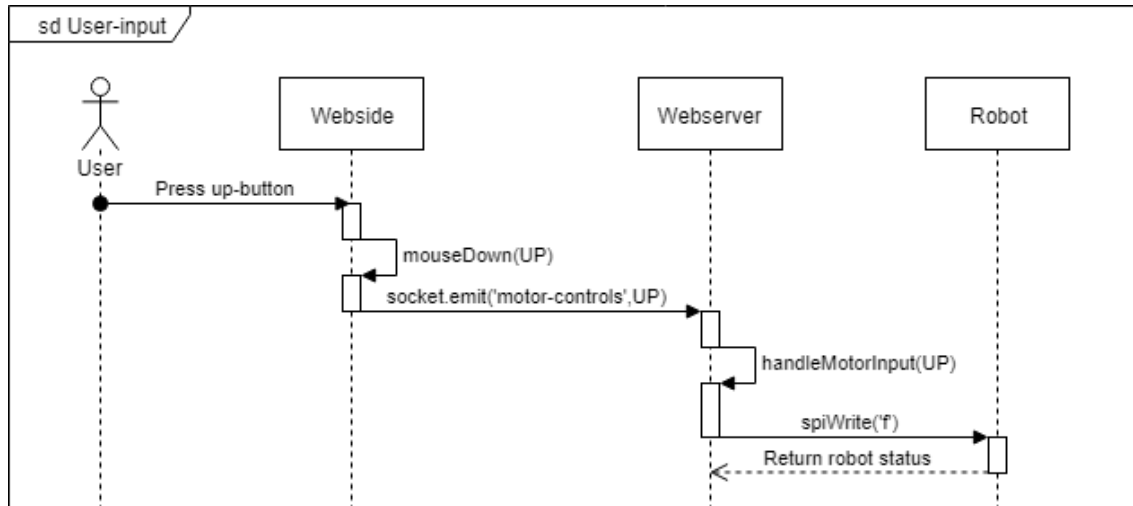 sd User-input
Webside
Webserver
Robot
User
Press up-button
mouseDown(UP)
socket.emit('motor-controls',UP)
handleMotorInput(UP)
spiWrite('f')
Return robot status